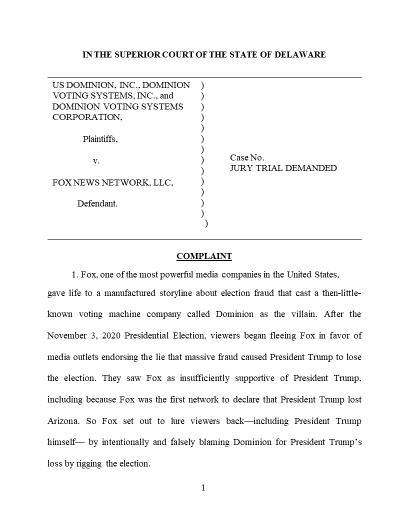 IN THE SUPERIOR COURT OF THE STATE OF DELAWARE
US DOMINION, INC., DOMINION )
VOTING SYSTEMS, INC., and )
DOMINION VOTING SYSTEMS )
CORPORATION, )
)
Plaintiffs, )
)
v. ) Case No.
) JURY TRIAL DEMANDED
FOX NEWS NETWORK, LLC, )
)
Defendant. )
)
)
COMPLAINT
1. Fox, one of the most powerful media companies in the United States,
gave life to a manufactured storyline about election fraud that cast a then-little-
known voting machine company called Dominion as the villain. After the
November 3, 2020 Presidential Election, viewers began fleeing Fox in favor of
media outlets endorsing the lie that massive fraud caused President Trump to lose
the election. They saw Fox as insufficiently supportive of President Trump,
including because Fox was the first network to declare that President Trump lost
Arizona. So Fox set out to lure viewers back—including President Trump
himself— by intentionally and falsely blaming Dominion for President Trump’s
loss by rigging the election.
1